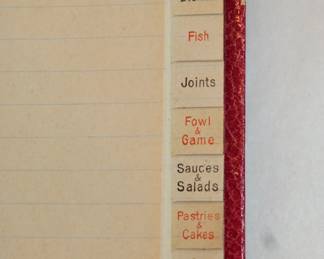 Fish
Joints
Fowl
&
Game
Sauces
&
Salads
Pastries
&
Cakes